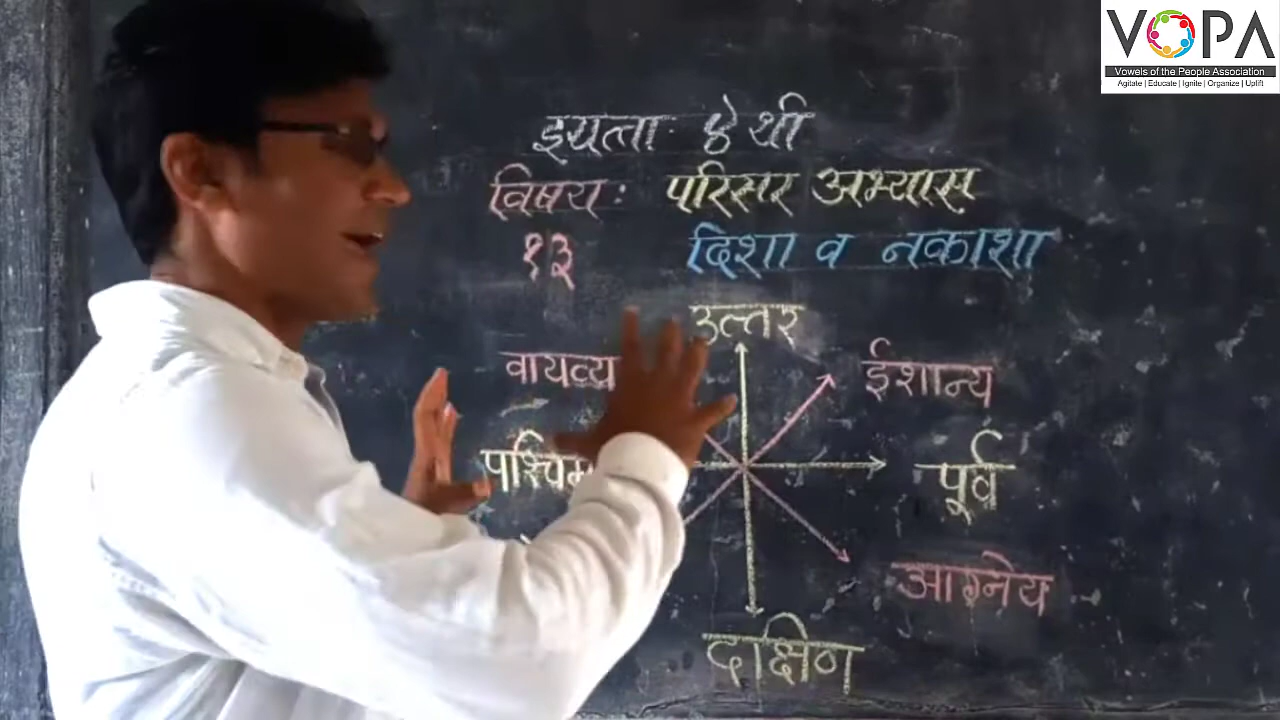 VOPA
Vowels of the People Association
Agitate | Educate | Ignite | Organize | Uplift
इयत्ता: ४ थी
विषय: परिसर अभ्यास
१३ दिशा व नकाशा
उत्तर
वायव्य ईशान्य
पश्चिम पूर्व
आग्नेय
दक्षिण